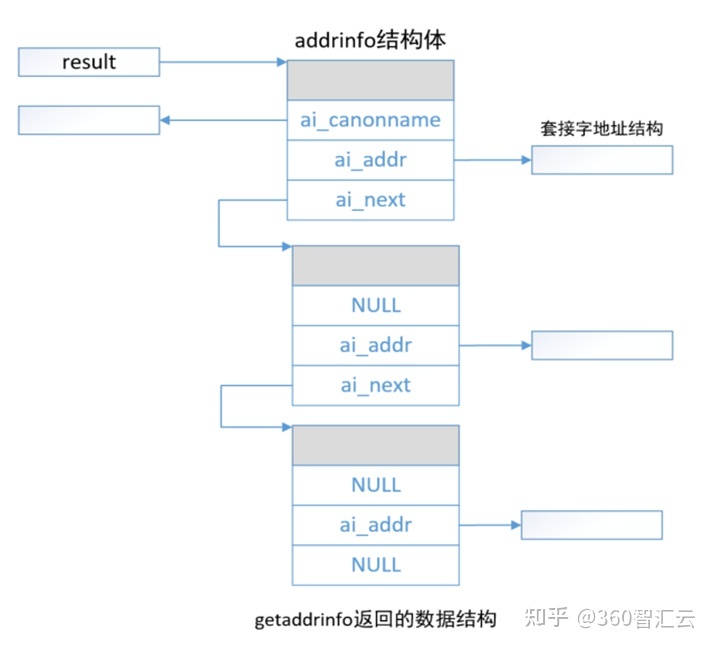 addrinfo结构体
result
ai_canonname
套接字地址结构
ai_addr
ai_next
NULL
ai_addr
ai_next
NULL
ai_addr
NULL
getaddrinfo返回的数据结构
知乎 @360智汇云